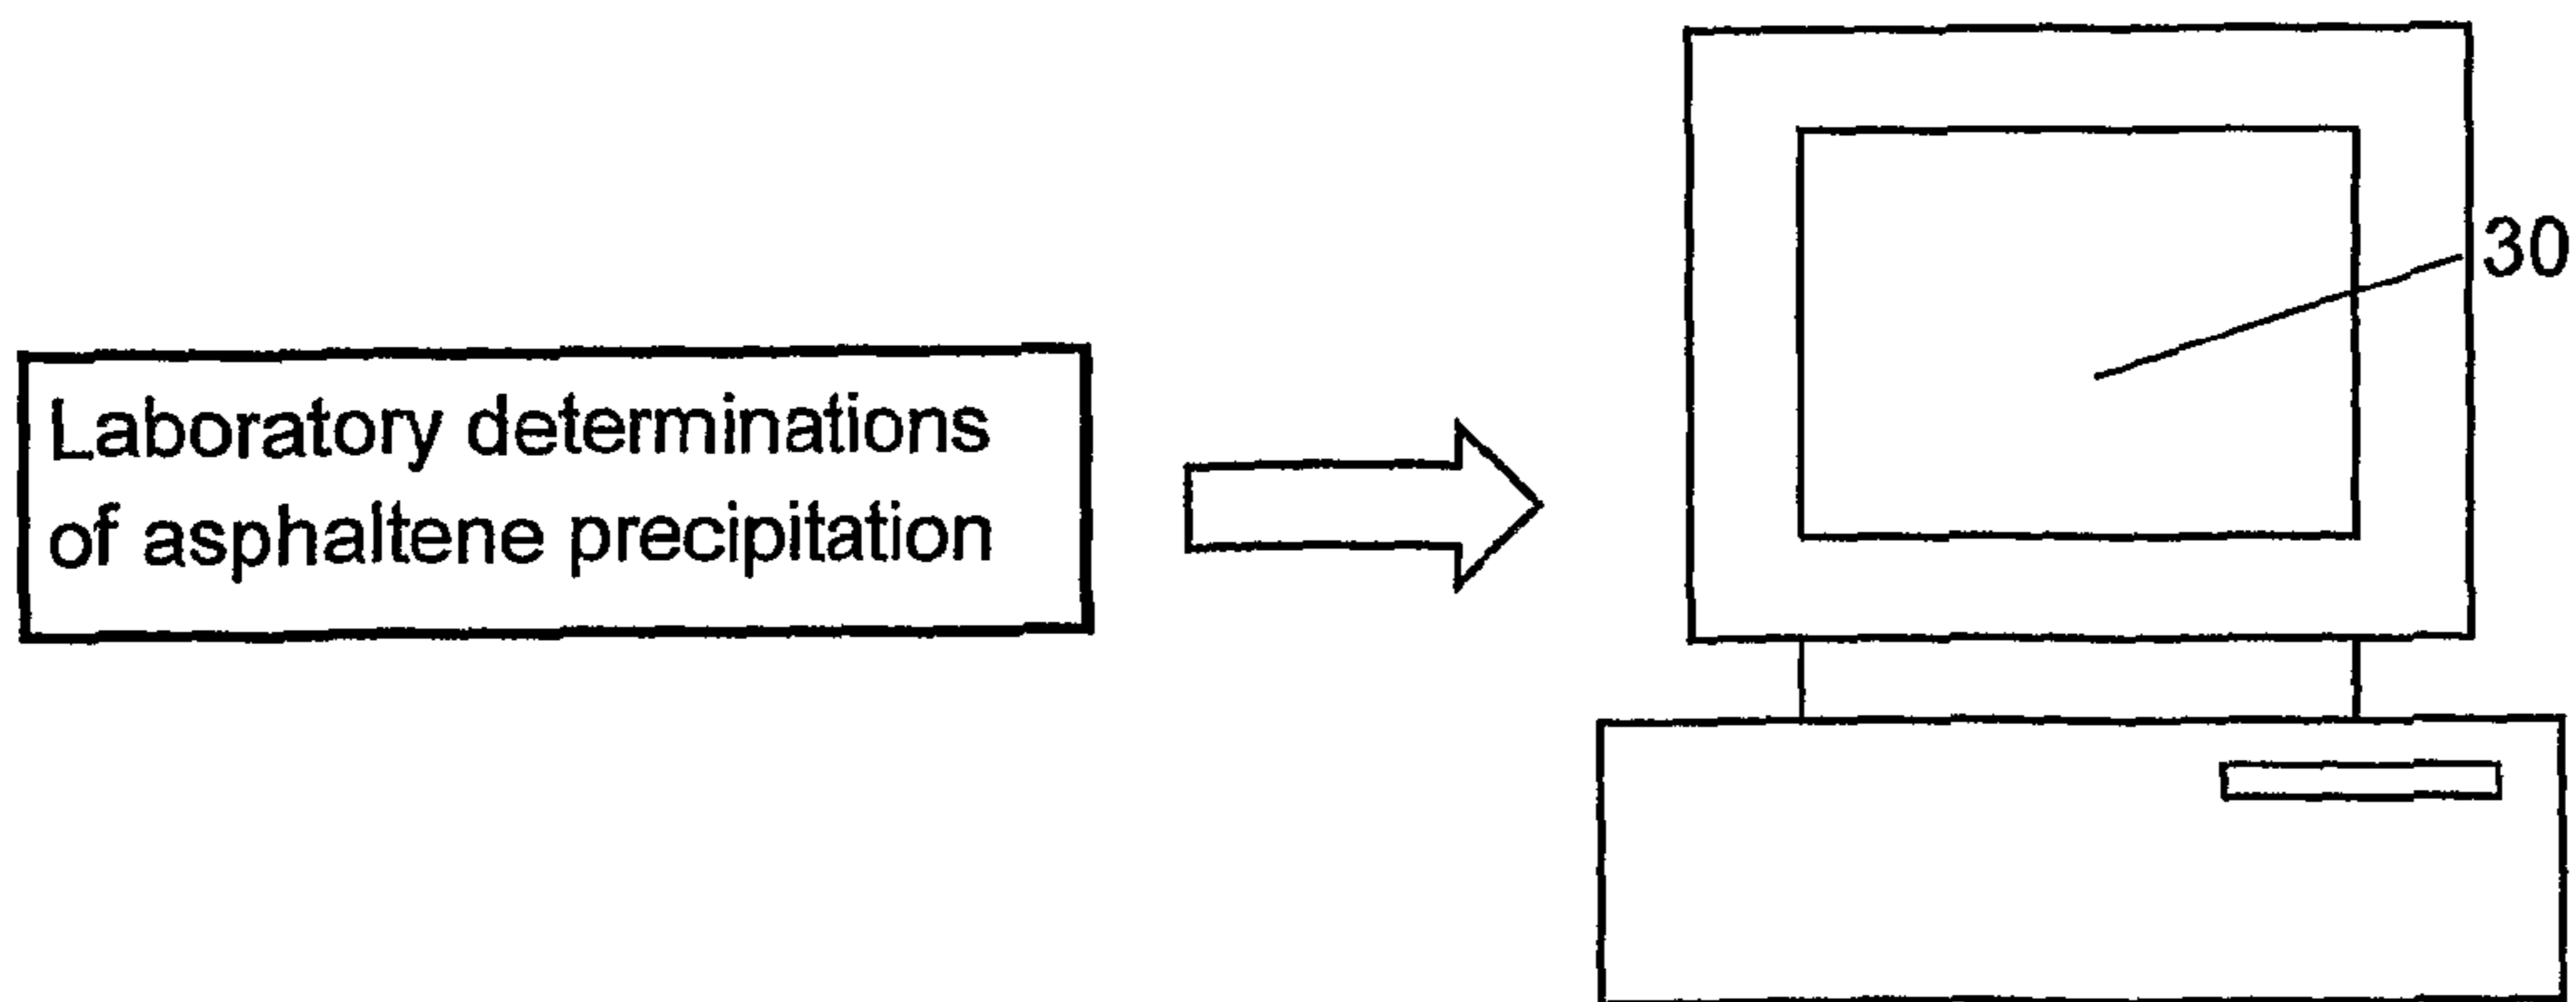 30
Laboratory determinations
of asphaltene precipitation